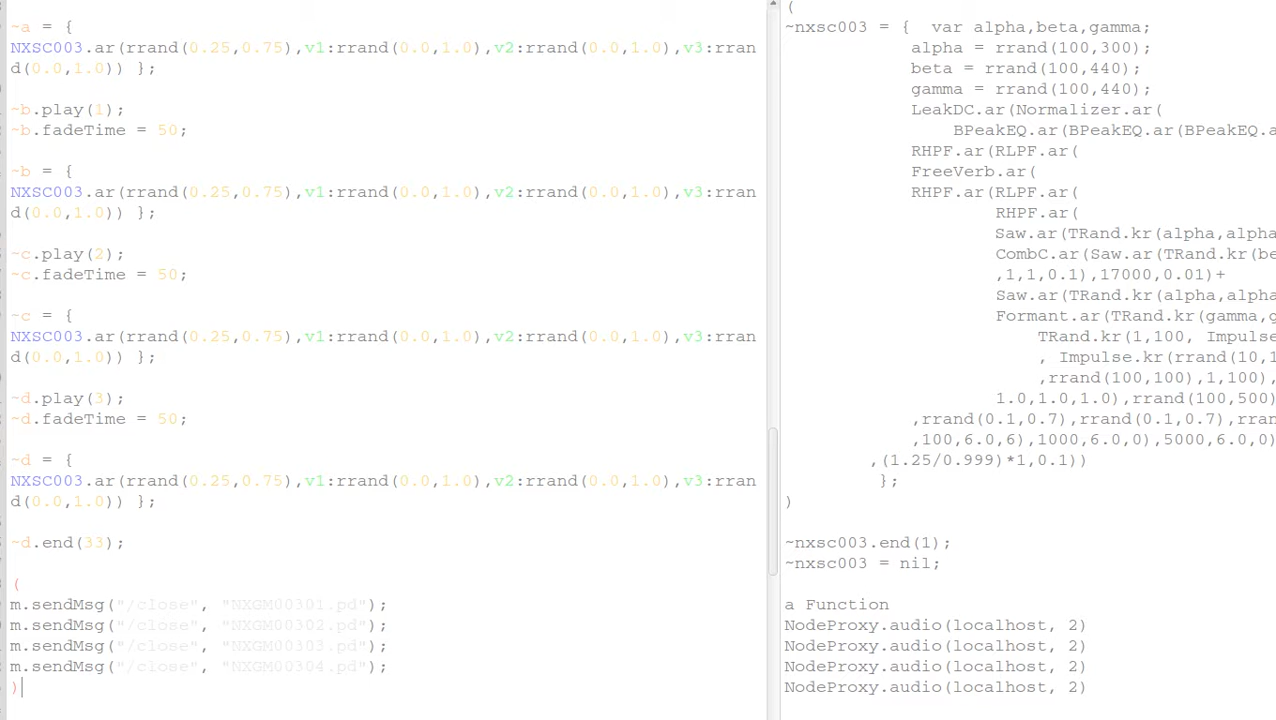 ~a = {
NXSC003.ar(rrand(0.25,0.75),v1:rrand(0.0,1.0),v2:rrand(0.0,1.0),v3:rran
d(0.0,1.0)) };
~b.play(1);
~b.fadeTime = 50;
~b = {
NXSC003.ar(rrand(0.25,0.75),v1:rrand(0.0,1.0),v2:rrand(0.0,1.0),v3:rran
d(0.0,1.0)) };
~c.play(2);
~c.fadeTime = 50;
~c = {
NXSC003.ar(rrand(0.25,0.75),v1:rrand(0.0,1.0),v2:rrand(0.0,1.0),v3:rran
d(0.0,1.0)) };
~d.play(3);
~d.fadeTime = 50;
~d = {
NXSC003.ar(rrand(0.25,0.75),v1:rrand(0.0,1.0),v2:rrand(0.0,1.0),v3:rran
d(0.0,1.0)) };
~d.end(33);
(
m.sendMsg("/close", "NXGM00301.pd");
m.sendMsg("/close", "NXGM00302.pd");
m.sendMsg("/close", "NXGM00303.pd");
m.sendMsg("/close", "NXGM00304.pd");
)
(
~nxsc003 = {  var alpha,beta,gamma;
alpha = rrand(100,300);
beta = rrand(100,440);
gamma = rrand(100,440);
LeakDC.ar(Normalizer.ar(
BPeakEQ.ar(BPeakEQ.ar(BPeakEQ.a
RHPF.ar(RLPF.ar(
FreeVerb.ar(
RHPF.ar(RLPF.ar(
RHPF.ar(
Saw.ar(TRand.kr(alpha,alpha
CombC.ar(Saw.ar(TRand.kr(be
,1,1,0.1),17000,0.01)+
Saw.ar(TRand.kr(alpha,alpha
Formant.ar(TRand.kr(gamma,g
TRand.kr(1,100, Impulse
, Impulse.kr(rrand(10,1
,rrand(100,100),1,100),
1.0,1.0,1.0),rrand(100,500)
,rrand(0.1,0.7),rrand(0.1,0.7),rran
,100,6.0,6),1000,6.0,0),5000,6.0,0)
,(1.25/0.999)*1,0.1))
};
)
~nxsc003.end(1);
~nxsc003 = nil;
a Function
NodeProxy.audio(localhost, 2)
NodeProxy.audio(localhost, 2)
NodeProxy.audio(localhost, 2)
NodeProxy.audio(localhost, 2)